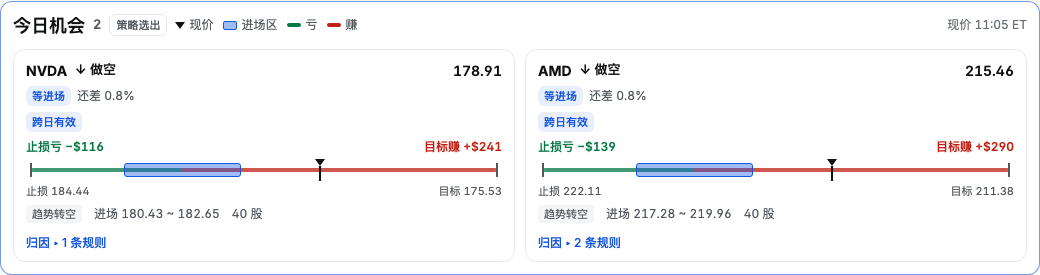 今日机会 2 策略选出 现价 进场区 亏 赚 现价 11:05 ET
NVDA ↓ 做空 178.91
等进场 还差 0.8%
跨日有效
止损亏 −$116 目标赚 +$241
止损 184.44 目标 175.53
趋势转空 进场 180.43 ~ 182.65 40 股
归因 ▸ 1 条规则
AMD ↓ 做空 215.46
等进场 还差 0.8%
跨日有效
止损亏 −$139 目标赚 +$290
止损 222.11 目标 211.38
趋势转空 进场 217.28 ~ 219.96 40 股
归因 ▸ 2 条规则